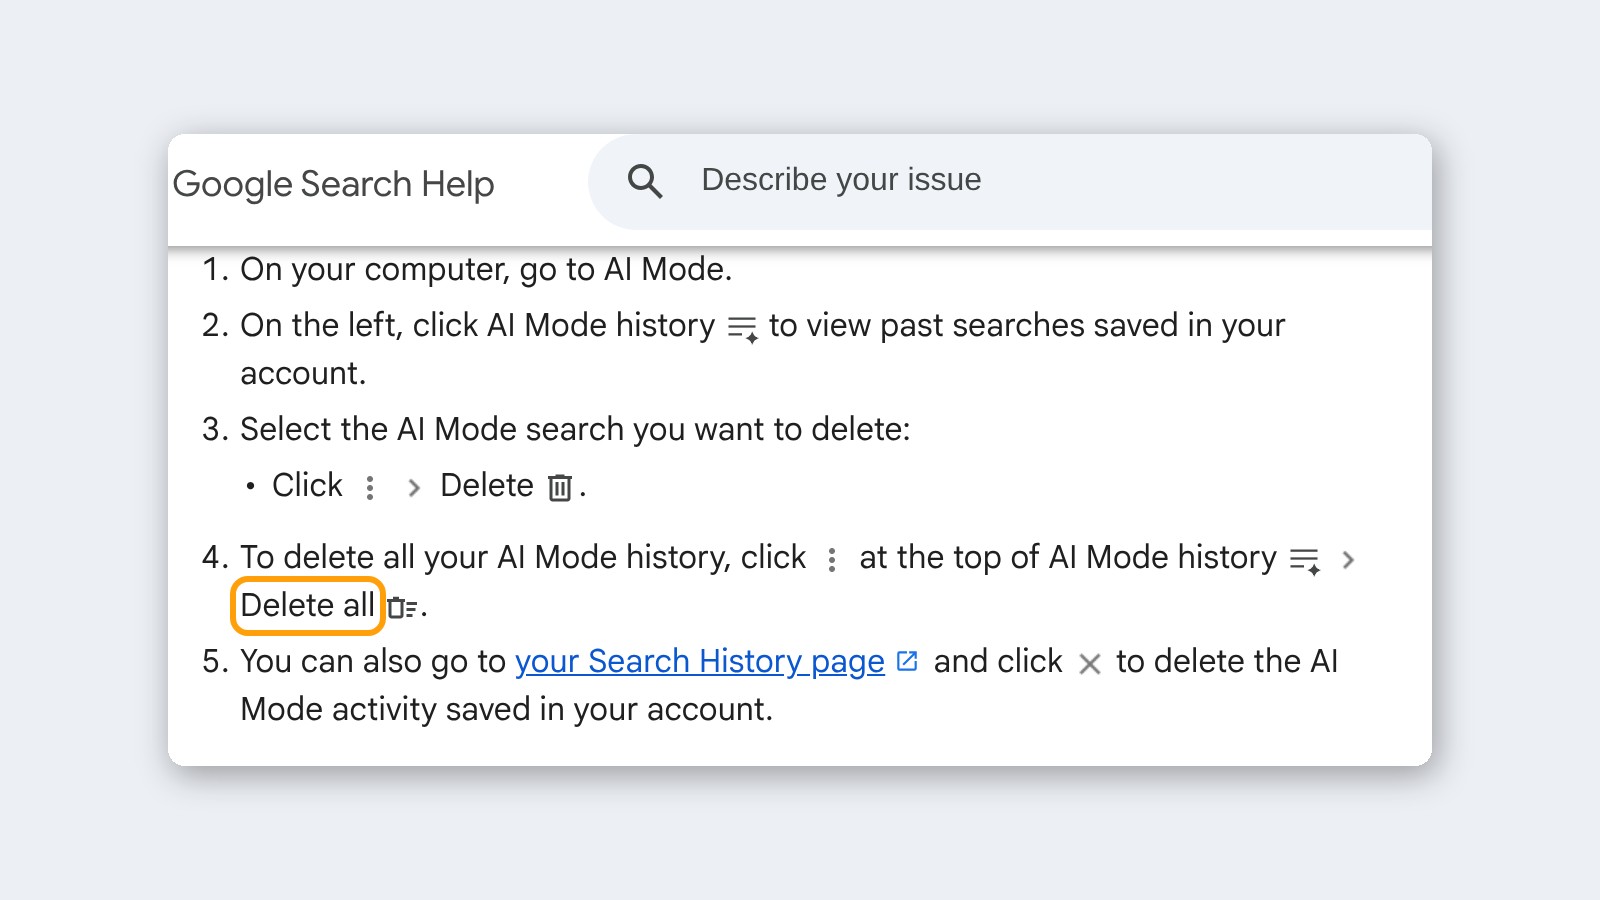 Google Search Help
Describe your issue
1. On your computer, go to AI Mode.
2. On the left, click AI Mode history to view past searches saved in your
account.
3. Select the AI Mode search you want to delete:
• Click > Delete .
4. To delete all your AI Mode history, click at the top of AI Mode history >
Delete all .
5. You can also go to your Search History page and click to delete the AI
Mode activity saved in your account.